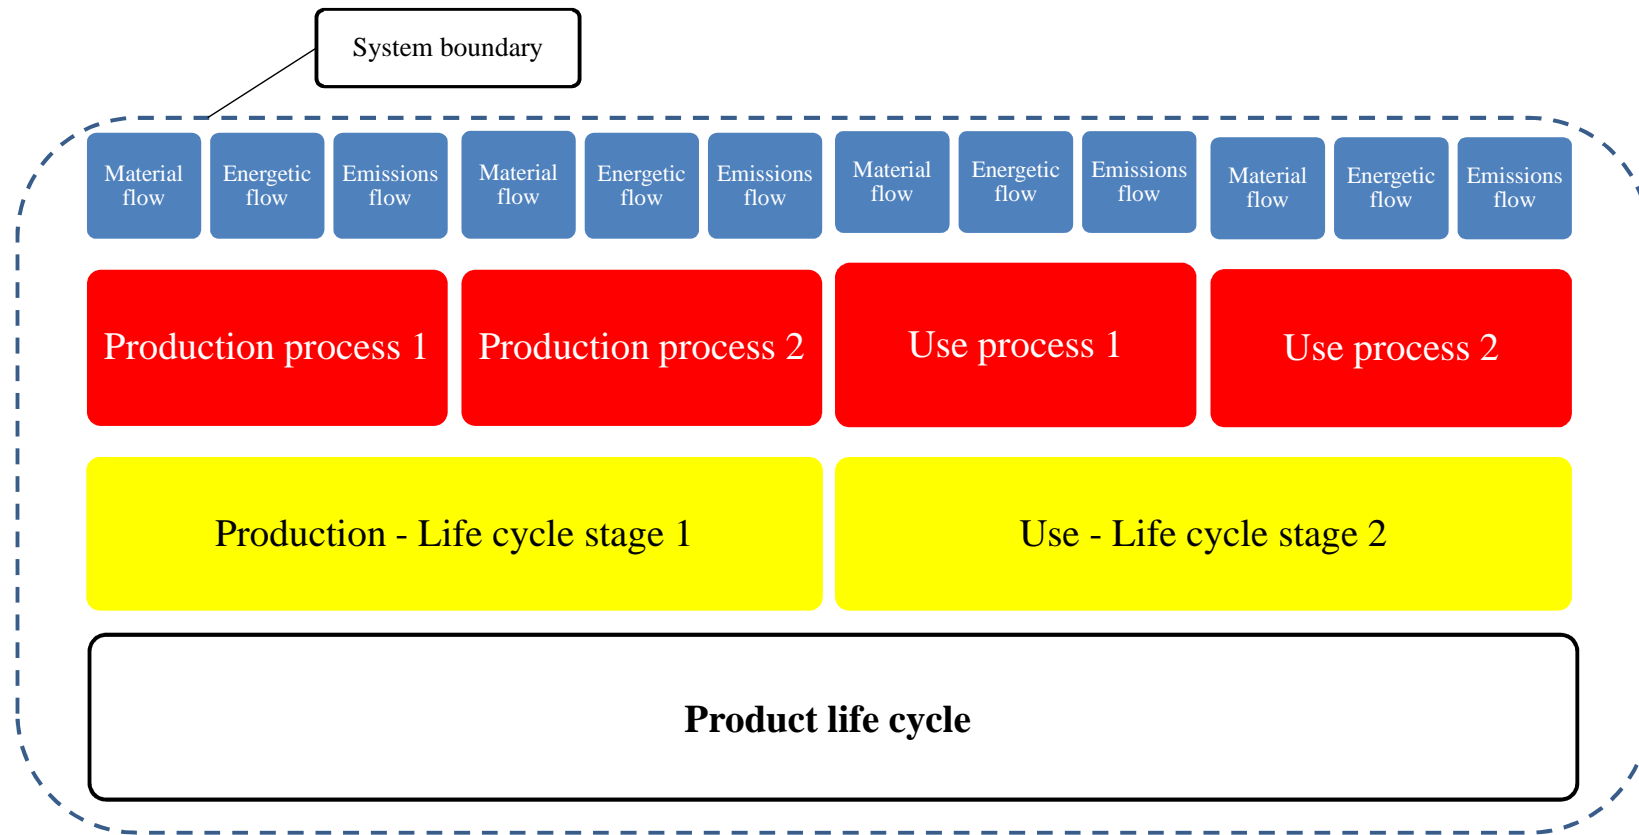 System boundary
Material
flow
Energetic
flow
Emissions
flow
Material
flow
Energetic
flow
Emissions
flow
Material
flow
Energetic
flow
Emissions
flow
Material
flow
Energetic
flow
Emissions
flow
Production process 1
Production process 2
Use process 1
Use process 2
Production - Life cycle stage 1
Use - Life cycle stage 2
Product life cycle